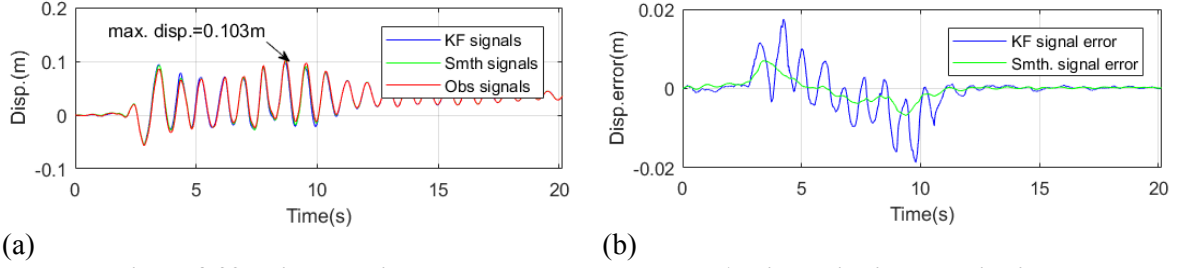 max. disp.=0.103m
KF signals
Smth signals
Obs signals
Disp.(m)
0.2
0.1
0
-0.1
0
5
10
15
20
Time(s)
(a)
KF signal error
Smth. signal error
Disp.error(m)
0.02
0
-0.02
0
5
10
15
20
Time(s)
(b)